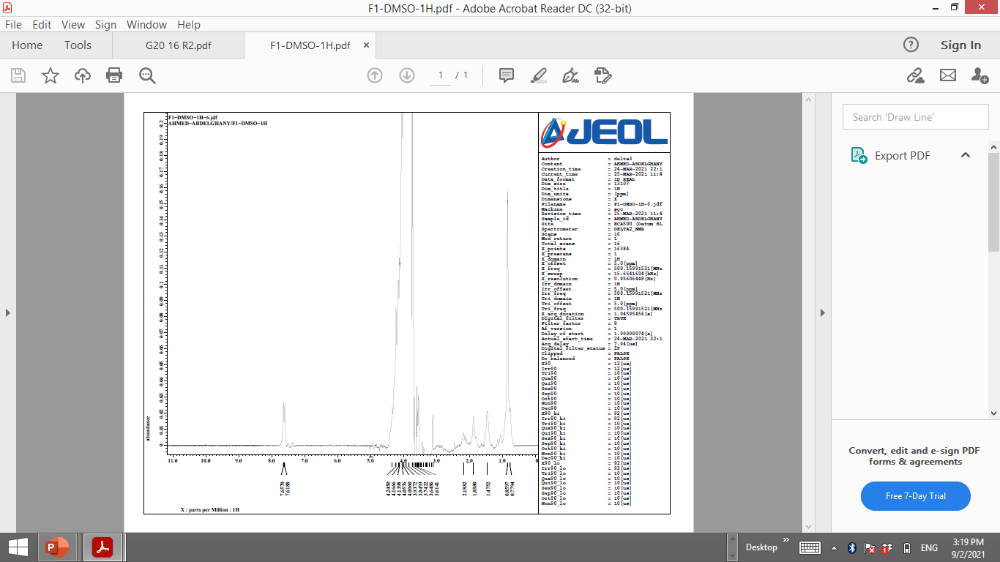 F1-DMSO-1H.pdf - Adobe Acrobat Reader DC (32-bit)
File Edit View Sign Window Help
Home Tools G20 16 R2.pdf F1-DMSO-1H.pdf × Sign In
1 / 1
F1-DMSO-1H-6.jdf
AHMED-ABDELGHANY/F1-DMSO-1H
JEOL
Author = delta3
Content = AHMED-ABDELGHANY
Creation_time = 24-MAR-2021 22:1
Current_time = 25-MAR-2021 11:4
Data_format = 1D REAL
Dim_size = 13107
Dim_title = 1H
Dim_units = [ppm]
Dimensions = X
Filename = F1-DMSO-1H-6.jdf
Machine = ecc
Revision_time = 25-MAR-2021 11:4
Sample_id = AHMED-ABDELGHANY
Site = ECA500 (Datum BL
Spectrometer = DELTA2_NMR
Scans = 16
Mod_return = 1
Total_scans = 16
X_points = 16384
X_prescans = 1
X_domain = 1H
X_offset = 5.0[ppm]
X_freq = 500.15991521[MHz
X_sweep = 15.6641604[kHz]
X_resolution = 0.95606448[Hz]
Irr_domain = 1H
Irr_offset = 5.0[ppm]
Irr_freq = 500.15991521[MHz
Tri_domain = 1H
Tri_offset = 5.0[ppm]
Tri_freq = 500.15991521[MHz
X_acq_duration = 1.04595456[s]
Digital_filter = TRUE
Filter_factor = 8
Af_version = 1
Delay_of_start = 1.99999974[s]
Actual_start_time = 24-MAR-2021 22:1
Acq_delay = 7.94[us]
Digital_filter_status = 2P
Clipped = FALSE
Dc_balanced = FALSE
X90 = 12[us]
Irr90 = 12[us]
Tri90 = 10[us]
Qua90 = 10[us]
Qui90 = 10[us]
Sex90 = 10[us]
Sep90 = 10[us]
Oct90 = 10[us]
Non90 = 10[us]
Dec90 = 10[us]
X90_hi = 92[us]
Irr90_hi = 92[us]
Tri90_hi = 10[us]
Qua90_hi = 10[us]
Qui90_hi = 10[us]
Sex90_hi = 10[us]
Sep90_hi = 10[us]
Oct90_hi = 10[us]
Non90_hi = 10[us]
Dec90_hi = 10[us]
X90_lo = 92[us]
Irr90_lo = 92[us]
Tri90_lo = 10[us]
Qua90_lo = 10[us]
Qui90_lo = 10[us]
Sex90_lo = 10[us]
Sep90_lo = 10[us]
Oct90_lo = 10[us]
Non90_lo = 10[us]
0.2
0.19
0.18
0.17
0.16
0.15
0.14
0.13
0.12
0.11
0.1
0.09
0.08
0.07
0.06
0.05
0.04
0.03
0.02
0.01
0
abundance
11.0 10.0 9.0 8.0 7.0 6.0 5.0 4.0 3.0 2.0 1.0 0
7.6570
7.6188
4.2450
4.1666
4.1398
4.0576
4.0060
3.9372
3.8493
3.7422
3.6486
3.6141
2.1882
1.8880
1.4752
0.8597
0.7794
X : parts per Million : 1H
Search 'Draw Line'
Export PDF
Convert, edit and e-sign PDF
forms & agreements
Free 7-Day Trial
Desktop » ENG 3:19 PM
9/2/2021